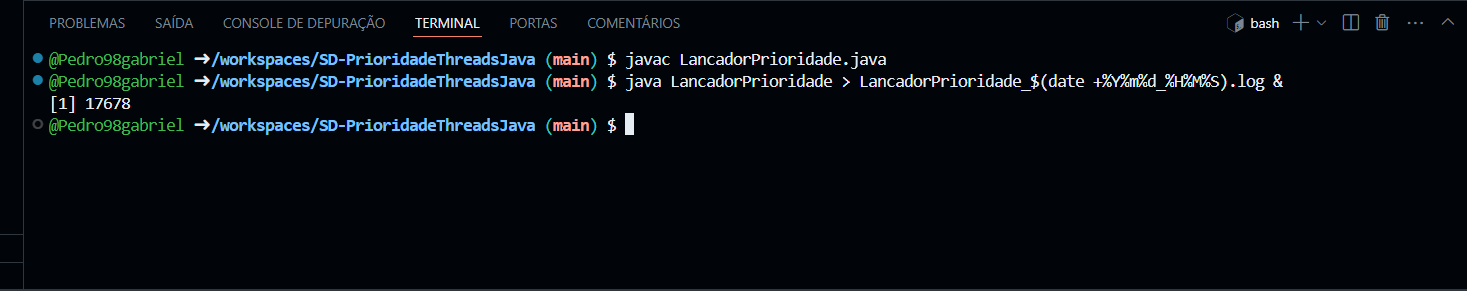 PROBLEMAS SAÍDA CONSOLE DE DEPURAÇÃO TERMINAL PORTAS COMENTÁRIOS bash
@Pedro98gabriel ➜/workspaces/SD-PrioridadeThreadsJava (main) $ javac LancadorPrioridade.java
@Pedro98gabriel ➜/workspaces/SD-PrioridadeThreadsJava (main) $ java LancadorPrioridade > LancadorPrioridade_$(date +%Y%m%d_%H%M%S).log &
[1] 17678
@Pedro98gabriel ➜/workspaces/SD-PrioridadeThreadsJava (main) $